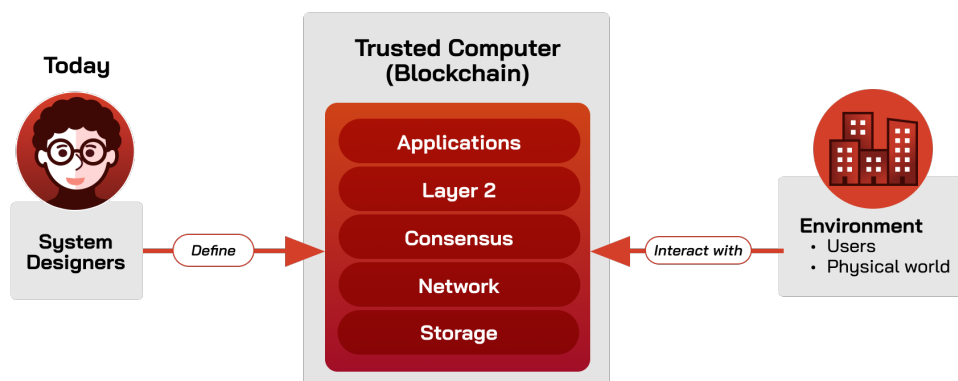 Today
System
Designers
Define
Trusted Computer
(Blockchain)
Applications
Layer 2
Consensus
Network
Storage
Interact with
Environment
• Users
• Physical world